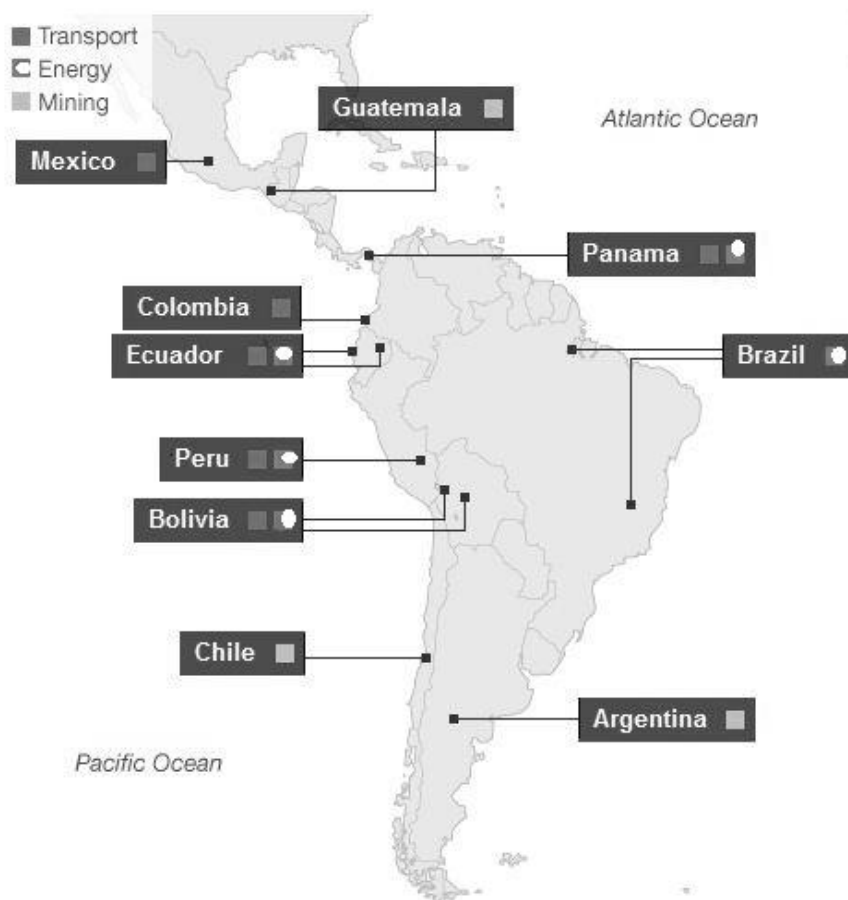 Transport
Energy
Mining
Guatemala
Atlantic Ocean
Mexico
Panama
Colombia
Ecuador
Brazil
Peru
Bolivia
Chile
Argentina
Pacific Ocean